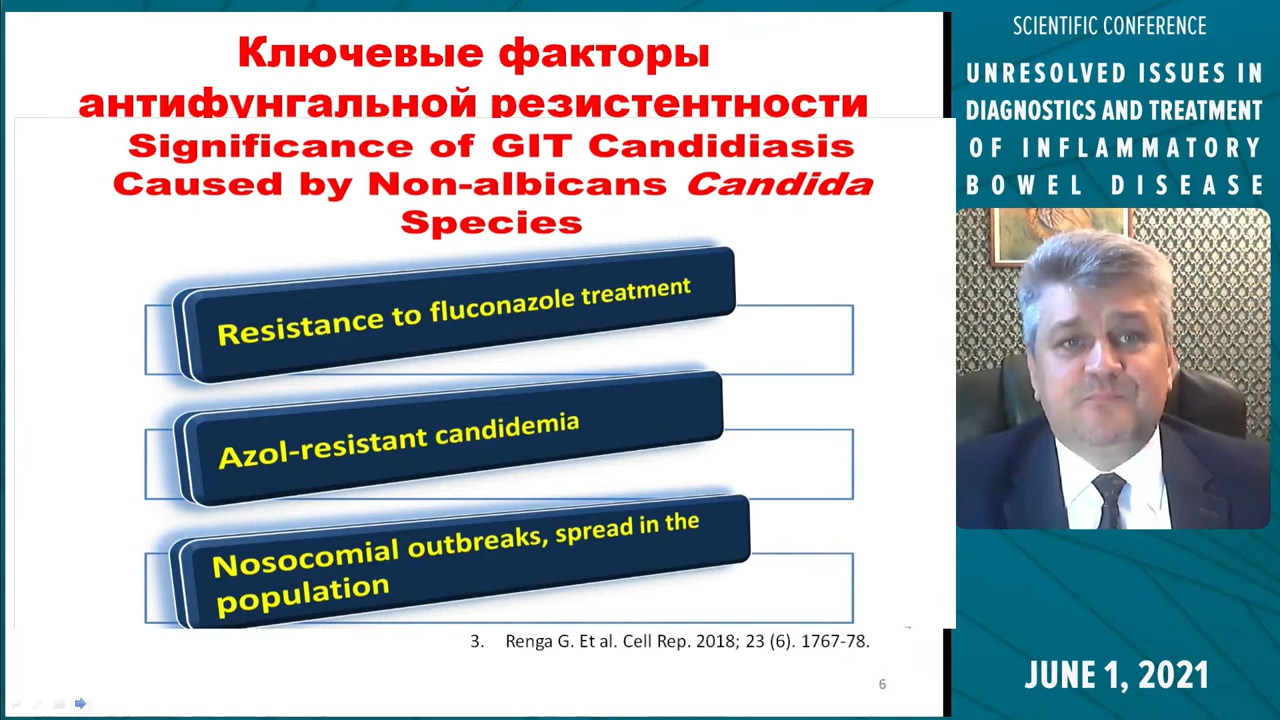 Ключевые факторы
антифунгальной резистентности
Significance of GIT Candidiasis
Caused by Non-albicans Candida
Species
Resistance to fluconazole treatment
Azol-resistant candidemia
Nosocomial outbreaks, spread in the
population
3. Renga G. Et al. Cell Rep. 2018; 23 (6). 1767-78.
6
SCIENTIFIC CONFERENCE
UNRESOLVED ISSUES IN
DIAGNOSTICS AND TREATMENT
OF INFLAMMATORY
BOWEL DISEASE
JUNE 1, 2021